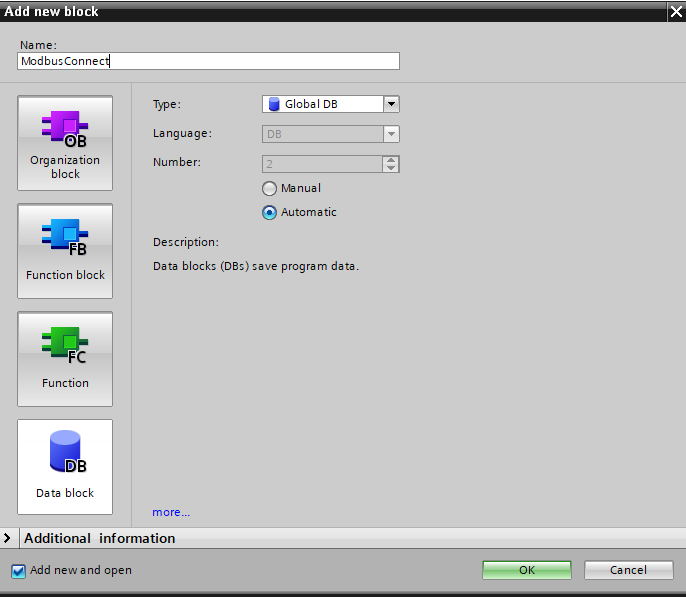 Add new block
Name:
ModbusConnect
OB
Organization
block
FB
Function block
FC
Function
DB
Data block
Type:
Global DB
Language:
DB
Number:
2
Manual
Automatic
Description:
Data blocks (DBs) save program data.
more...
Additional information
Add new and open
OK
Cancel